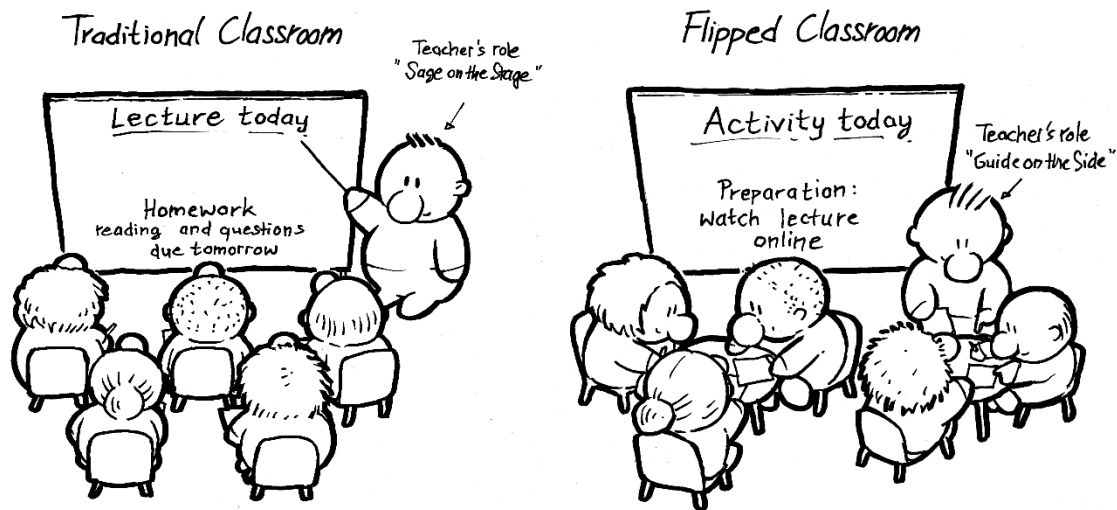 Traditional Classroom
Teacher's role
"Sage on the Stage"
Lecture today
Homework
reading and questions
due tomorrow
Flipped Classroom
Teacher's role
"Guide on the Side"
Activity today
Preparation:
watch lecture
online